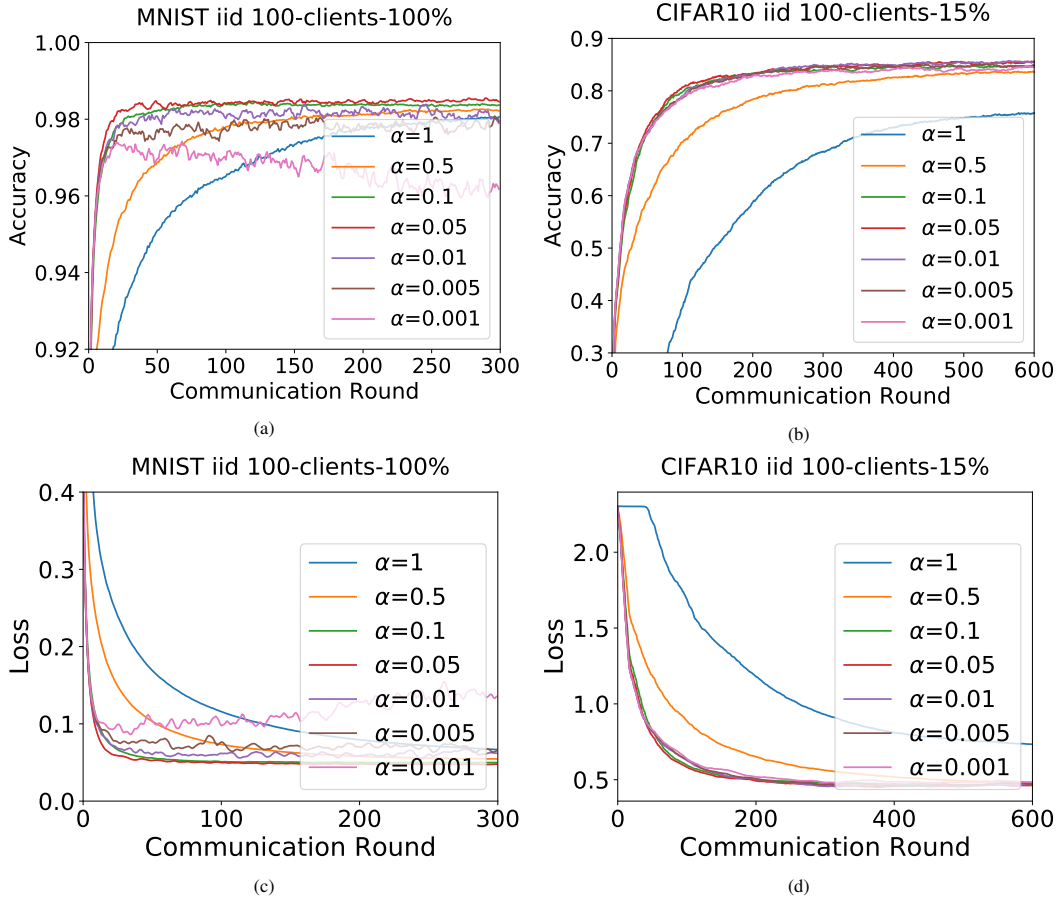 MNIST iid 100-clients-100%
1.00
0.98
0.96
0.94
0.92
Accuracy
0 50 100 150 200 250 300
Communication Round
α=1
α=0.5
α=0.1
α=0.05
α=0.01
α=0.005
α=0.001
(a)
CIFAR10 iid 100-clients-15%
0.9
0.8
0.7
0.6
0.5
0.4
0.3
Accuracy
0 100 200 300 400 500 600
Communication Round
α=1
α=0.5
α=0.1
α=0.05
α=0.01
α=0.005
α=0.001
(b)
MNIST iid 100-clients-100%
0.4
0.3
0.2
0.1
0.0
Loss
0 100 200 300
Communication Round
α=1
α=0.5
α=0.1
α=0.05
α=0.01
α=0.005
α=0.001
(c)
CIFAR10 iid 100-clients-15%
2.0
1.5
1.0
0.5
Loss
0 200 400 600
Communication Round
α=1
α=0.5
α=0.1
α=0.05
α=0.01
α=0.005
α=0.001
(d)